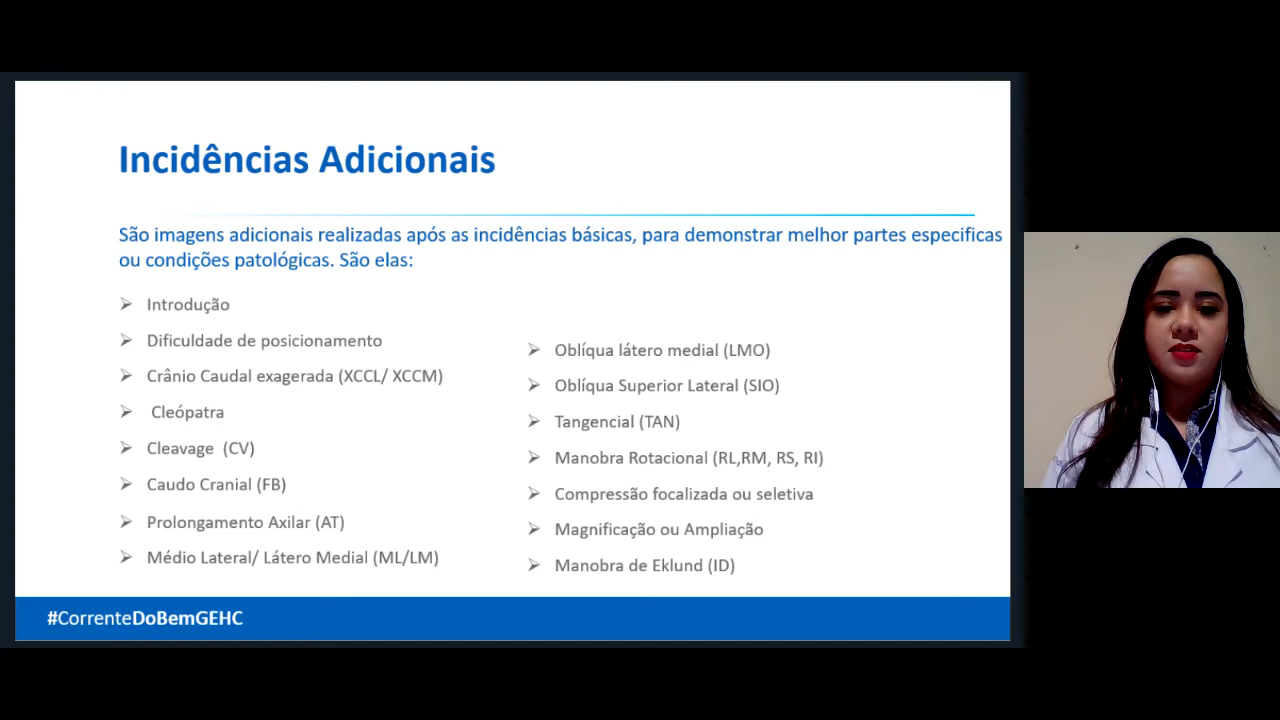 Incidências Adicionais
São imagens adicionais realizadas após as incidências básicas, para demonstrar melhor partes especificas
ou condições patológicas. São elas:
Introdução
Dificuldade de posicionamento
Crânio Caudal exagerada (XCCL/ XCCM)
Cleópatra
Cleavage (CV)
Caudo Cranial (FB)
Prolongamento Axilar (AT)
Médio Lateral/ Látero Medial (ML/LM)
Oblíqua látero medial (LMO)
Oblíqua Superior Lateral (SIO)
Tangencial (TAN)
Manobra Rotacional (RL,RM, RS, RI)
Compressão focalizada ou seletiva
Magnificação ou Ampliação
Manobra de Eklund (ID)
#CorrenteDoBemGEHC